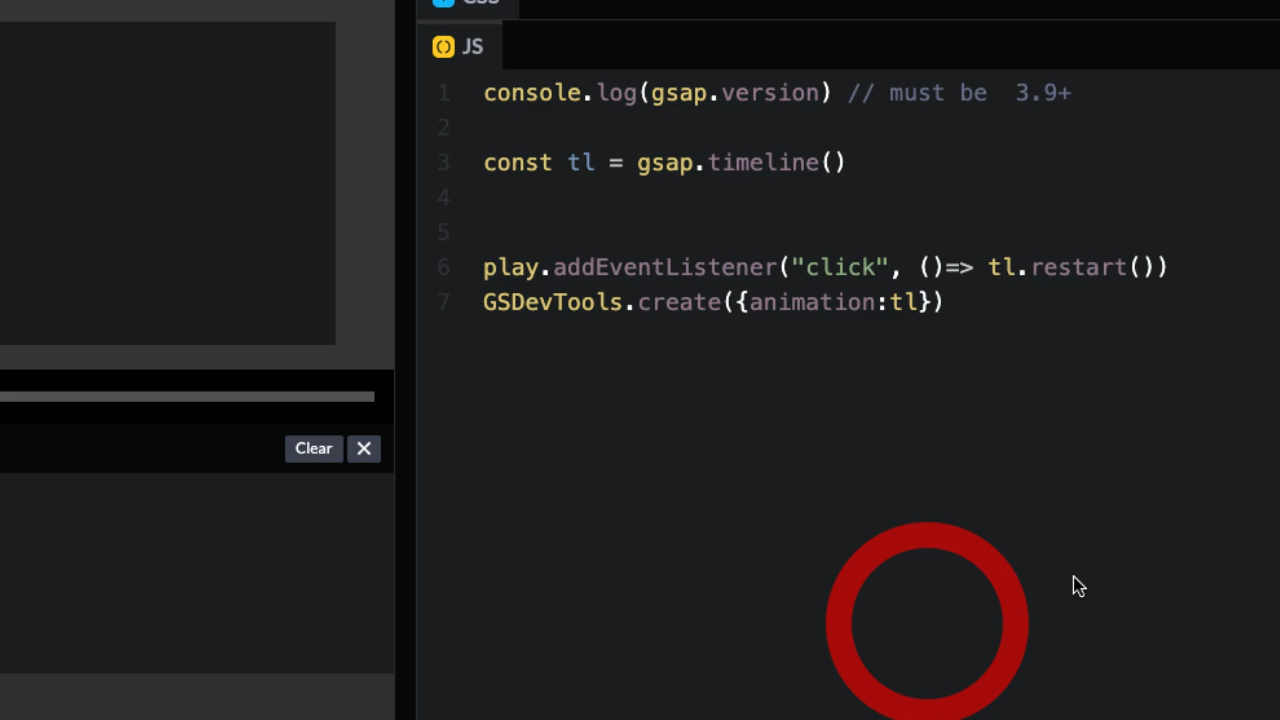 CSS
JS
1 console.log(gsap.version) // must be  3.9+
2
3 const tl = gsap.timeline()
4
5
6 play.addEventListener("click", ()=> tl.restart())
7 GSDevTools.create({animation:tl})
Clear